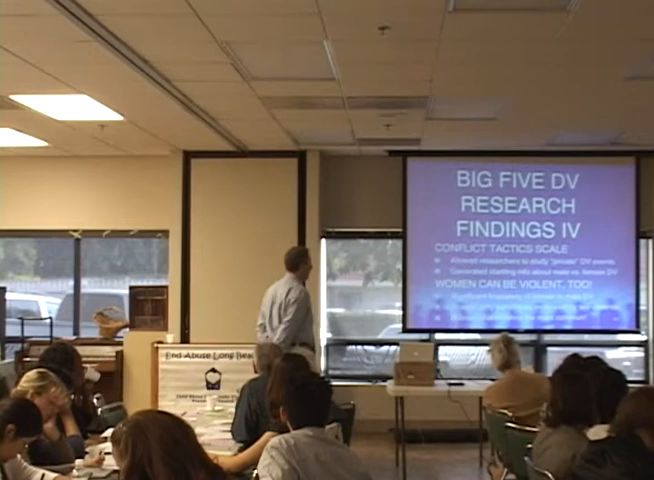 BIG FIVE DV
RESEARCH
FINDINGS IV
CONFLICT TACTICS SCALE
Allowed researchers to study "private" DV events
Generated startling info about male vs. female DV
WOMEN CAN BE VIOLENT, TOO!
End Abuse Long Bea